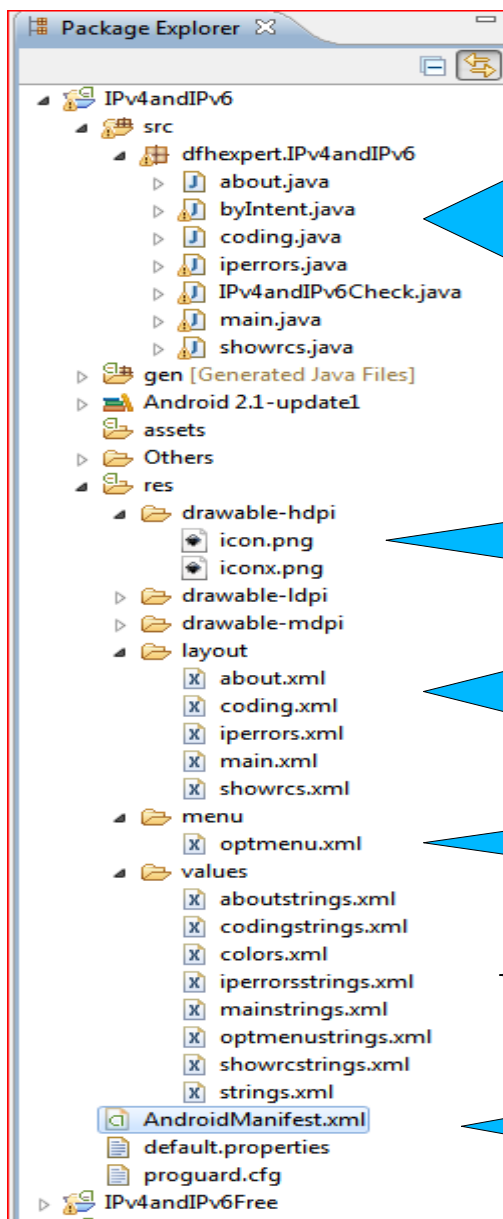 Package Explorer
IPv4andIPv6
src
dfhexpert.IPv4andIPv6
about.java
byIntent.java
coding.java
iperrors.java
IPv4andIPv6Check.java
main.java
showrcs.java
gen [Generated Java Files]
Android 2.1-update1
assets
Others
res
drawable-hdpi
icon.png
iconx.png
drawable-ldpi
drawable-mdpi
layout
about.xml
coding.xml
iperrors.xml
main.xml
showrcs.xml
menu
optmenu.xml
values
aboutstrings.xml
codingstrings.xml
colors.xml
iperrorsstrings.xml
mainstrings.xml
optmenustrings.xml
showrcstrings.xml
strings.xml
AndroidManifest.xml
default.properties
proguard.cfg
IPv4andIPv6Free